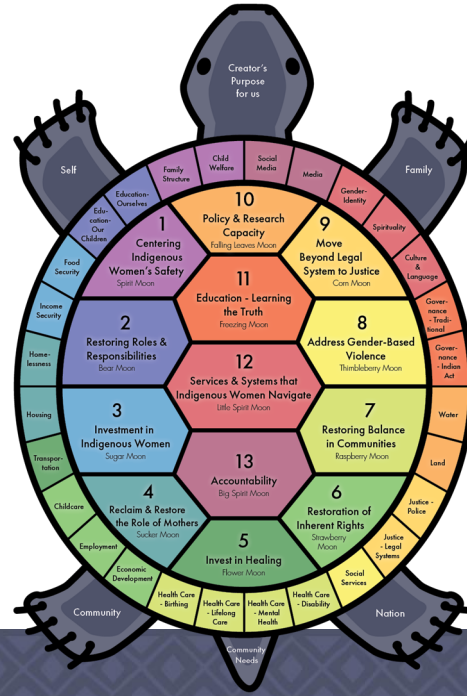 Creator's
Purpose
for us
Self
Family
Child
Welfare
Social
Media
Family
Structure
Media
Education-
Ourselves
Gender-
Identity
Edu-
cation-
Our
Children
Spirituality
Food
Security
Culture
&
Language
Income
Security
Gover-
nance
- Tradi-
tional
Home-
lessness
Gover-
nance
- Indian
Act
Housing
Water
Transpor-
tation
Land
Childcare
Justice -
Police
Employment
Justice
- Legal
Systems
Economic
Development
Social
Services
Health Care
- Birthing
Health Care
- Lifelong
Care
Health Care
- Mental
Health
Health Care
- Disability
10
Policy & Research
Capacity
Falling Leaves Moon
1
Centering
Indigenous
Women's Safety
Spirit Moon
9
Move
Beyond Legal
System to Justice
Corn Moon
11
Education - Learning
the Truth
Freezing Moon
2
Restoring Roles &
Responsibilities
Bear Moon
8
Address Gender-Based
Violence
Thimbleberry Moon
12
Services & Systems that
Indigenous Women Navigate
Little Spirit Moon
3
Investment in
Indigenous Women
Sugar Moon
7
Restoring Balance
in Communities
Raspberry Moon
13
Accountability
Big Spirit Moon
4
Reclaim & Restore
the Role of Mothers
Sucker Moon
6
Restoration of
Inherent Rights
Strawberry
Moon
5
Invest in Healing
Flower Moon
Community
Nation
Community
Needs